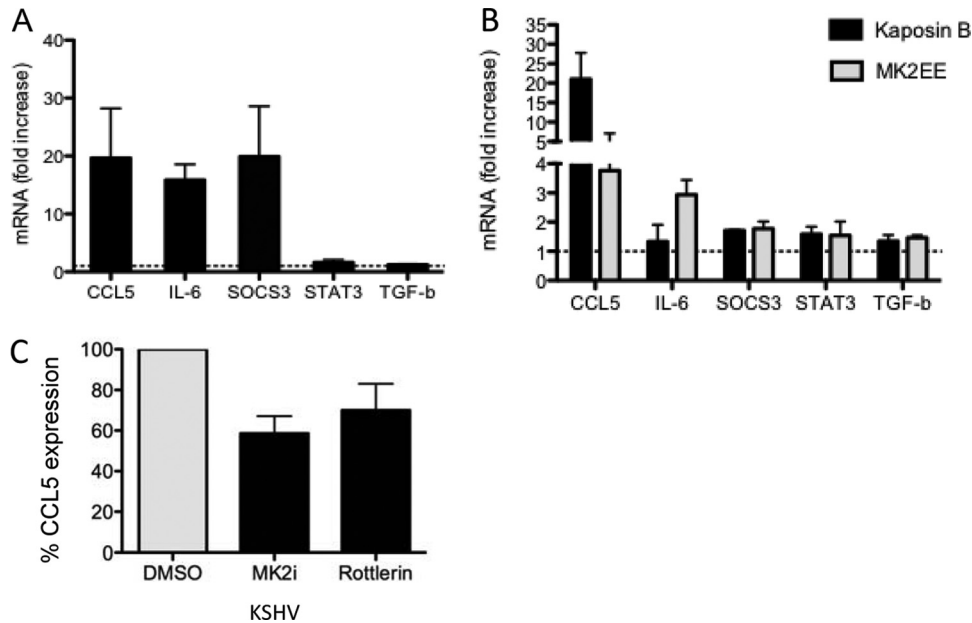 A
mRNA (fold increase)
40
30
20
10
0
CCL5 IL-6 SOCS3 STAT3 TGF-b
B
Kaposin B
MK2EE
mRNA (fold increase)
35
30
25
20
15
10
5
4
3
2
1
0
CCL5 IL-6 SOCS3 STAT3 TGF-b
C
% CCL5 expression
100
80
60
40
20
0
DMSO MK2i Rottlerin
KSHV